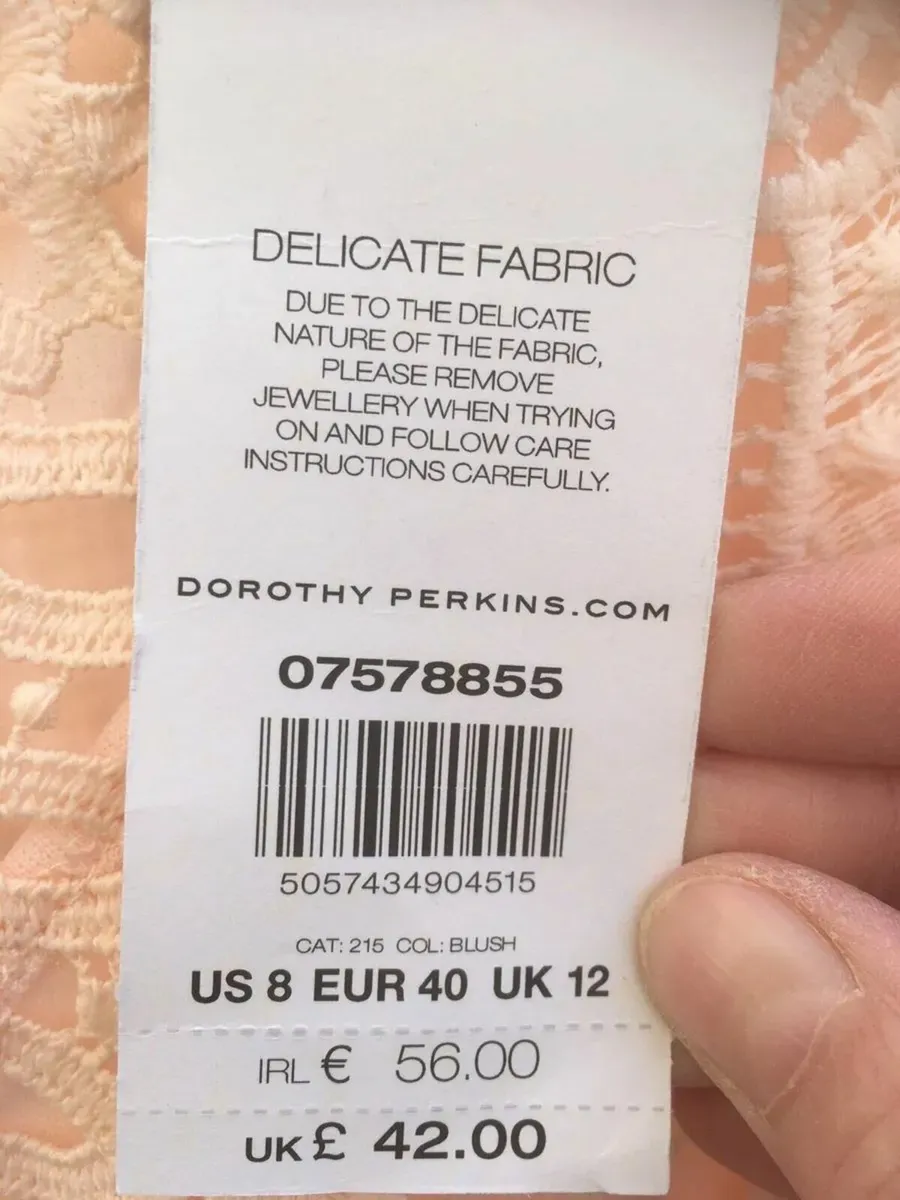 DELICATE FABRIC
DUE TO THE DELICATE
NATURE OF THE FABRIC,
PLEASE REMOVE
JEWELLERY WHEN TRYING
ON AND FOLLOW CARE
INSTRUCTIONS CAREFULLY.
DOROTHY PERKINS.COM
07578855
5057434904515
CAT: 215 COL: BLUSH
US 8 EUR 40 UK 12
IRL € 56.00
UK £ 42.00